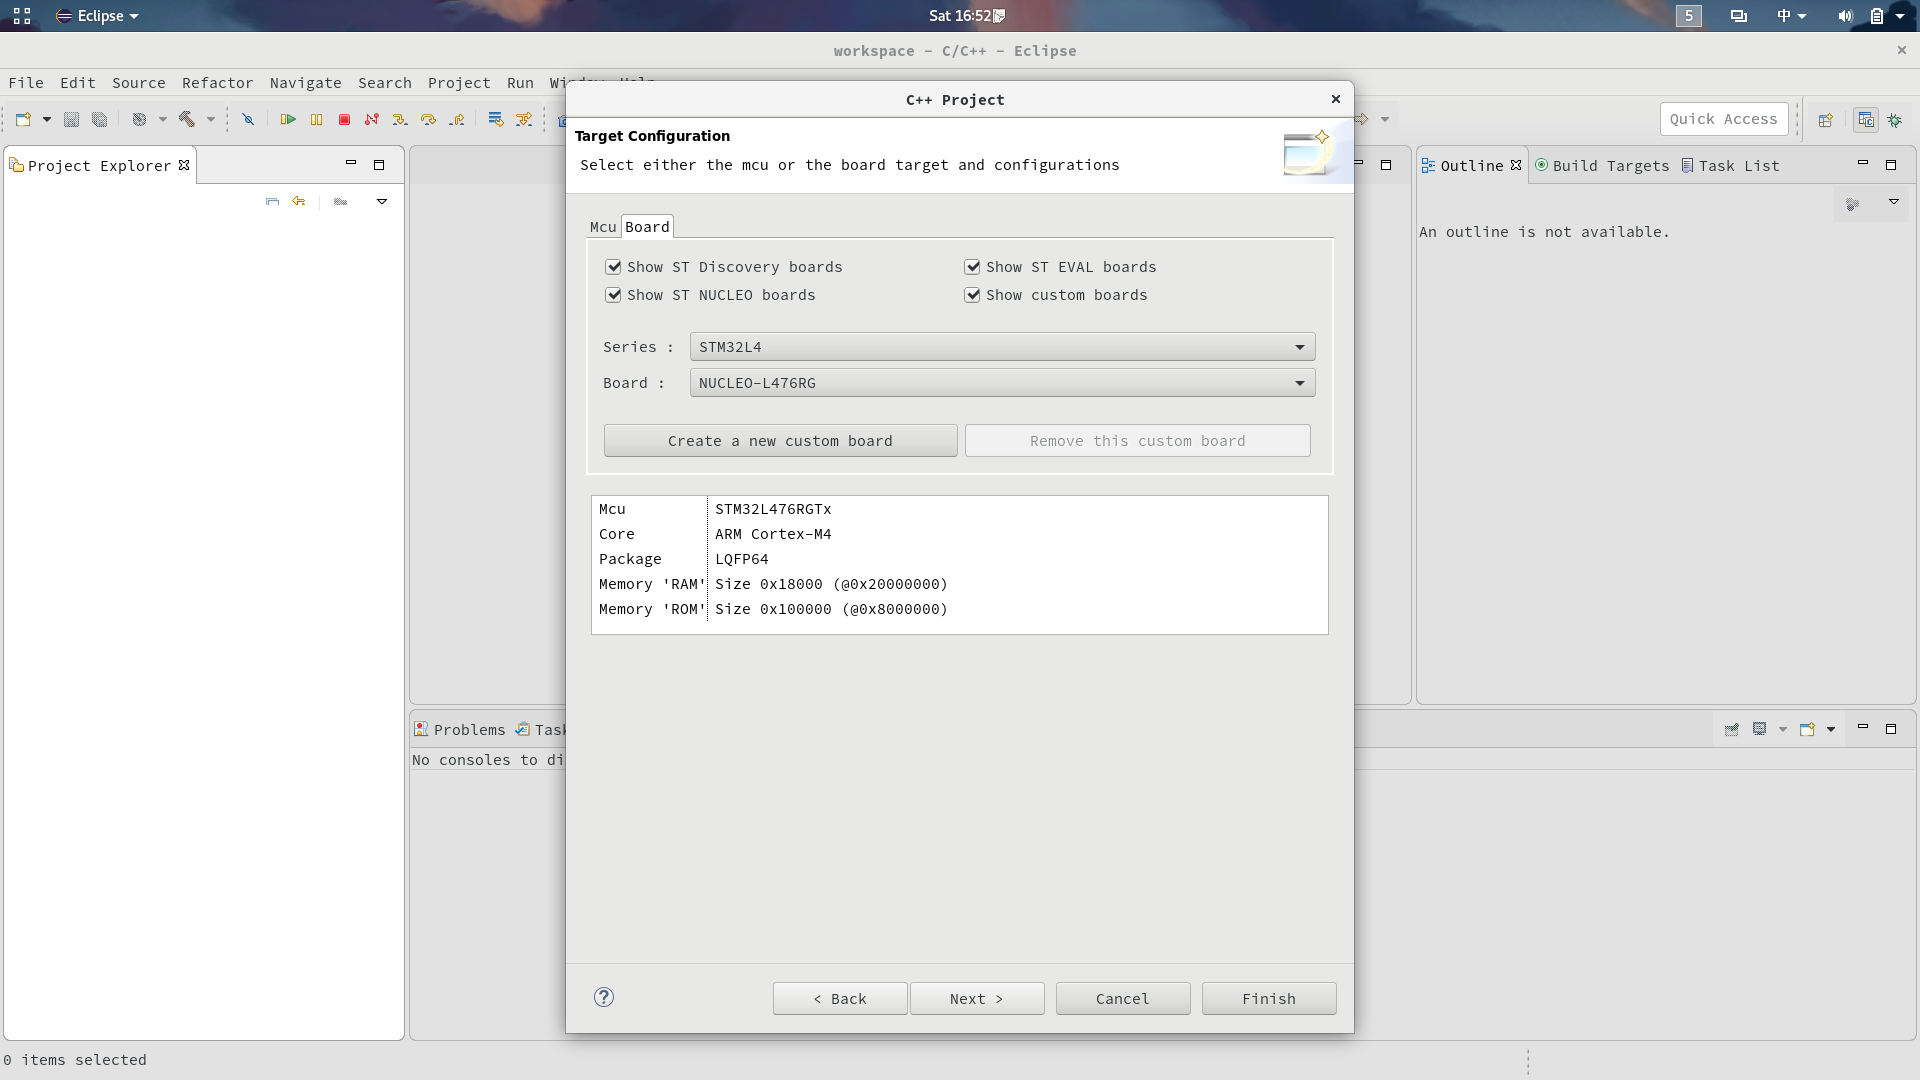 Eclipse
Sat 16:52
5
中
workspace - C/C++ - Eclipse
File Edit Source Refactor Navigate Search Project Run
C++ Project
Quick Access
Target Configuration
Select either the mcu or the board target and configurations
Project Explorer
Outline Build Targets Task List
An outline is not available.
Mcu Board
Show ST Discovery boards Show ST EVAL boards
Show ST NUCLEO boards Show custom boards
Series : STM32L4
Board : NUCLEO-L476RG
Create a new custom board Remove this custom board
Mcu STM32L476RGTx
Core ARM Cortex-M4
Package LQFP64
Memory 'RAM' Size 0x18000 (@0x20000000)
Memory 'ROM' Size 0x100000 (@0x8000000)
Problems Task
No consoles to di
? < Back Next > Cancel Finish
0 items selected